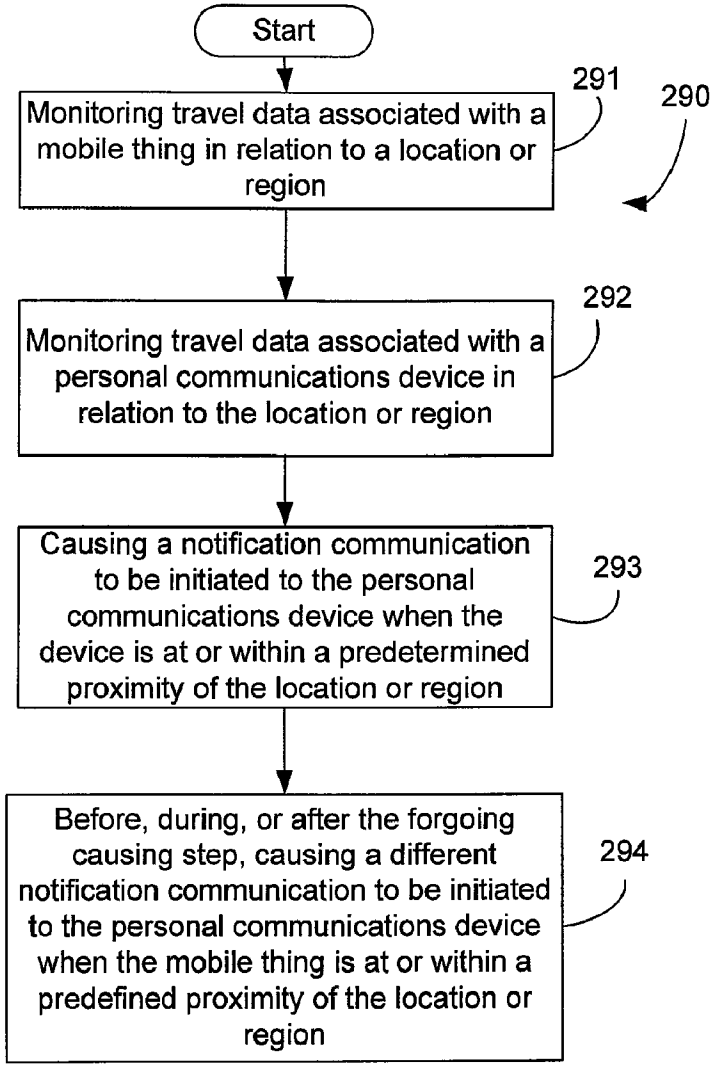 Start
291
290
Monitoring travel data associated with a
mobile thing in relation to a location or
region
292
Monitoring travel data associated with a
personal communications device in
relation to the location or region
293
Causing a notification communication
to be initiated to the personal
communications device when the
device is at or within a predetermined
proximity of the location or region
294
Before, during, or after the forgoing
causing step, causing a different
notification communication to be initiated
to the personal communications device
when the mobile thing is at or within a
predefined proximity of the location or
region